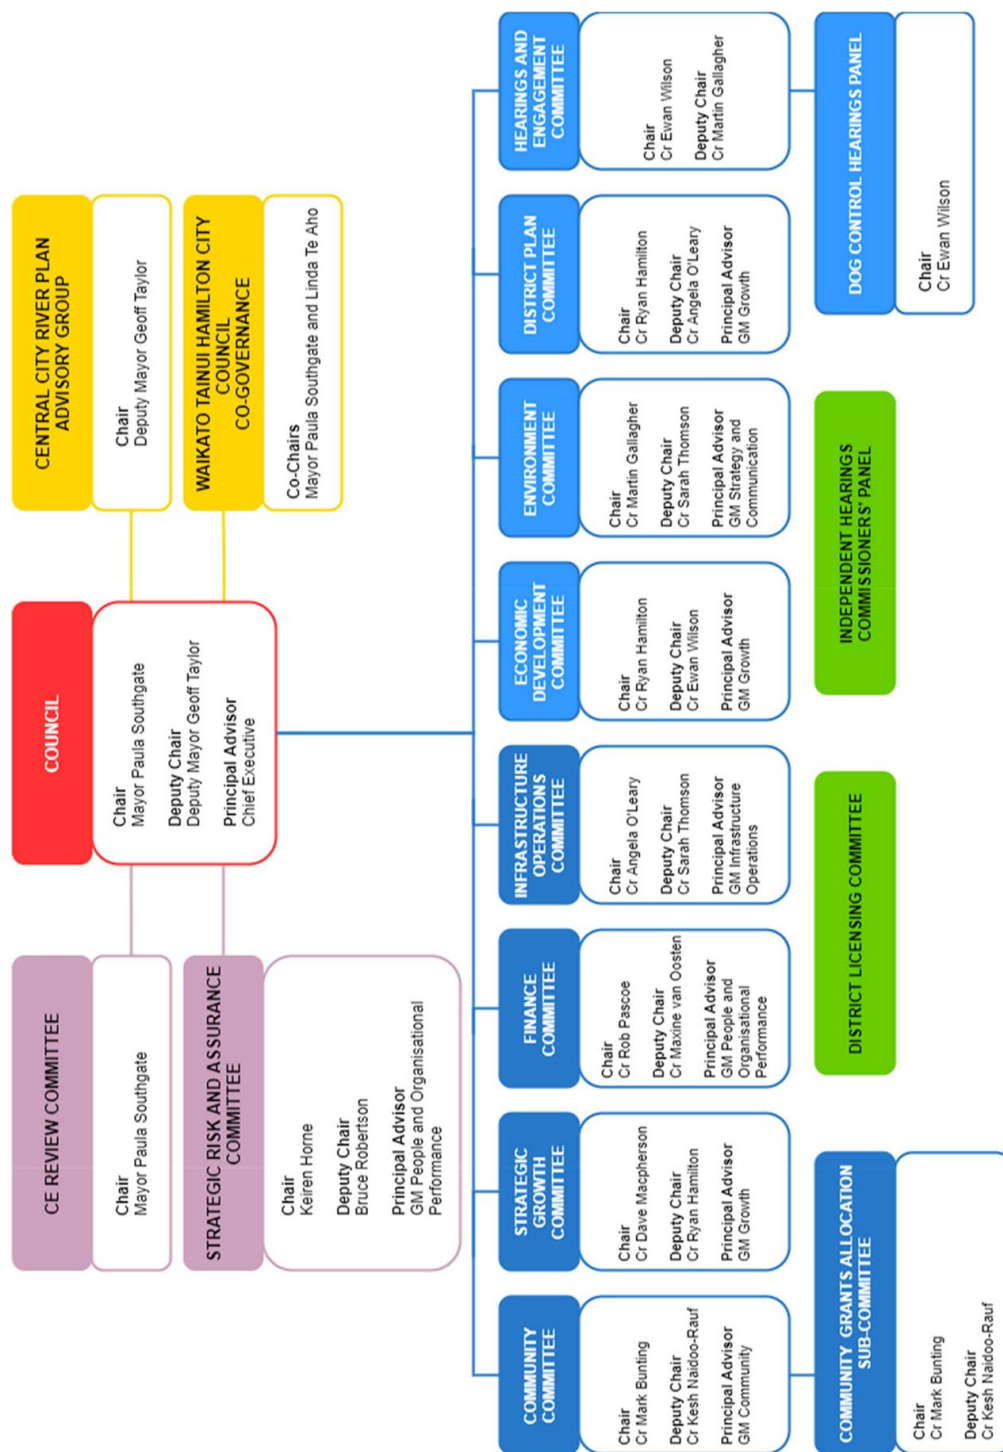 CE REVIEW COMMITTEE
Chair
Mayor Paula Southgate
STRATEGIC RISK AND ASSURANCE
COMMITTEE
Chair
Keiren Horne
Deputy Chair
Bruce Robertson
Principal Advisor
GM People and Organisational
Performance
COUNCIL
Chair
Mayor Paula Southgate
Deputy Chair
Deputy Mayor Geoff Taylor
Principal Advisor
Chief Executive
CENTRAL CITY RIVER PLAN
ADVISORY GROUP
Chair
Deputy Mayor Geoff Taylor
WAIKATO TAINUI HAMILTON CITY
COUNCIL
CO-GOVERNANCE
Co-Chairs
Mayor Paula Southgate and Linda Te Aho
COMMUNITY
COMMITTEE
Chair
Cr Mark Bunting
Deputy Chair
Cr Kesh Naidoo-Rauf
Principal Advisor
GM Community
STRATEGIC
GROWTH
COMMITTEE
Chair
Cr Dave Macpherson
Deputy Chair
Cr Ryan Hamilton
Principal Advisor
GM Growth
FINANCE
COMMITTEE
Chair
Cr Rob Pascoe
Deputy Chair
Cr Maxine van Oosten
Principal Advisor
GM People and
Organisational
Performance
INFRASTRUCTURE
OPERATIONS
COMMITTEE
Chair
Cr Angela O'Leary
Deputy Chair
Cr Sarah Thomson
Principal Advisor
GM Infrastructure
Operations
ECONOMIC
DEVELOPMENT
COMMITTEE
Chair
Cr Ryan Hamilton
Deputy Chair
Cr Ewan Wilson
Principal Advisor
GM Growth
ENVIRONMENT
COMMITTEE
Chair
Cr Martin Gallagher
Deputy Chair
Cr Sarah Thomson
Principal Advisor
GM Strategy and
Communication
DISTRICT PLAN
COMMITTEE
Chair
Cr Ryan Hamilton
Deputy Chair
Cr Angela O'Leary
Principal Advisor
GM Growth
HEARINGS AND
ENGAGEMENT
COMMITTEE
Chair
Cr Ewan Wilson
Deputy Chair
Cr Martin Gallagher
COMMUNITY GRANTS ALLOCATION
SUB-COMMITTEE
Chair
Cr Mark Bunting
Deputy Chair
Cr Kesh Naidoo-Rauf
DISTRICT LICENSING COMMITTEE
INDEPENDENT HEARINGS
COMMISSIONERS' PANEL
DOG CONTROL HEARINGS PANEL
Chair
Cr Ewan Wilson